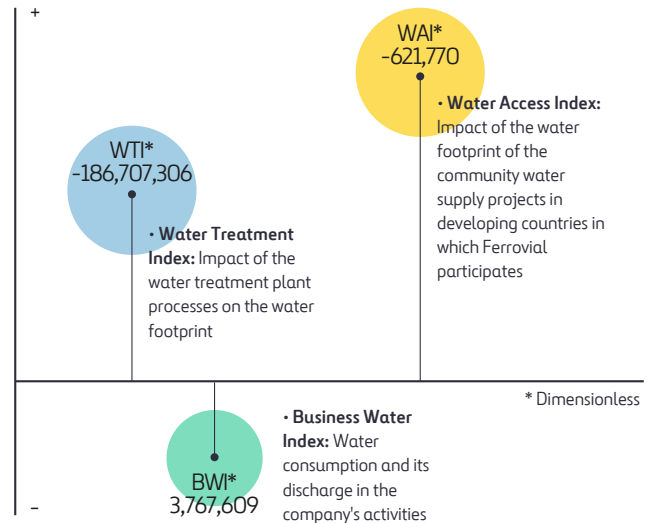 +
WAI*
-621,770
• Water Access Index:
Impact of the water
footprint of the
community water
supply projects in
developing countries in
which Ferrovial
participates
WTI*
-186,707,306
• Water Treatment
Index: Impact of the
water treatment plant
processes on the water
footprint
* Dimensionless
• Business Water
Index: Water
consumption and its
discharge in the
company's activities
BWI*
3,767,609
-